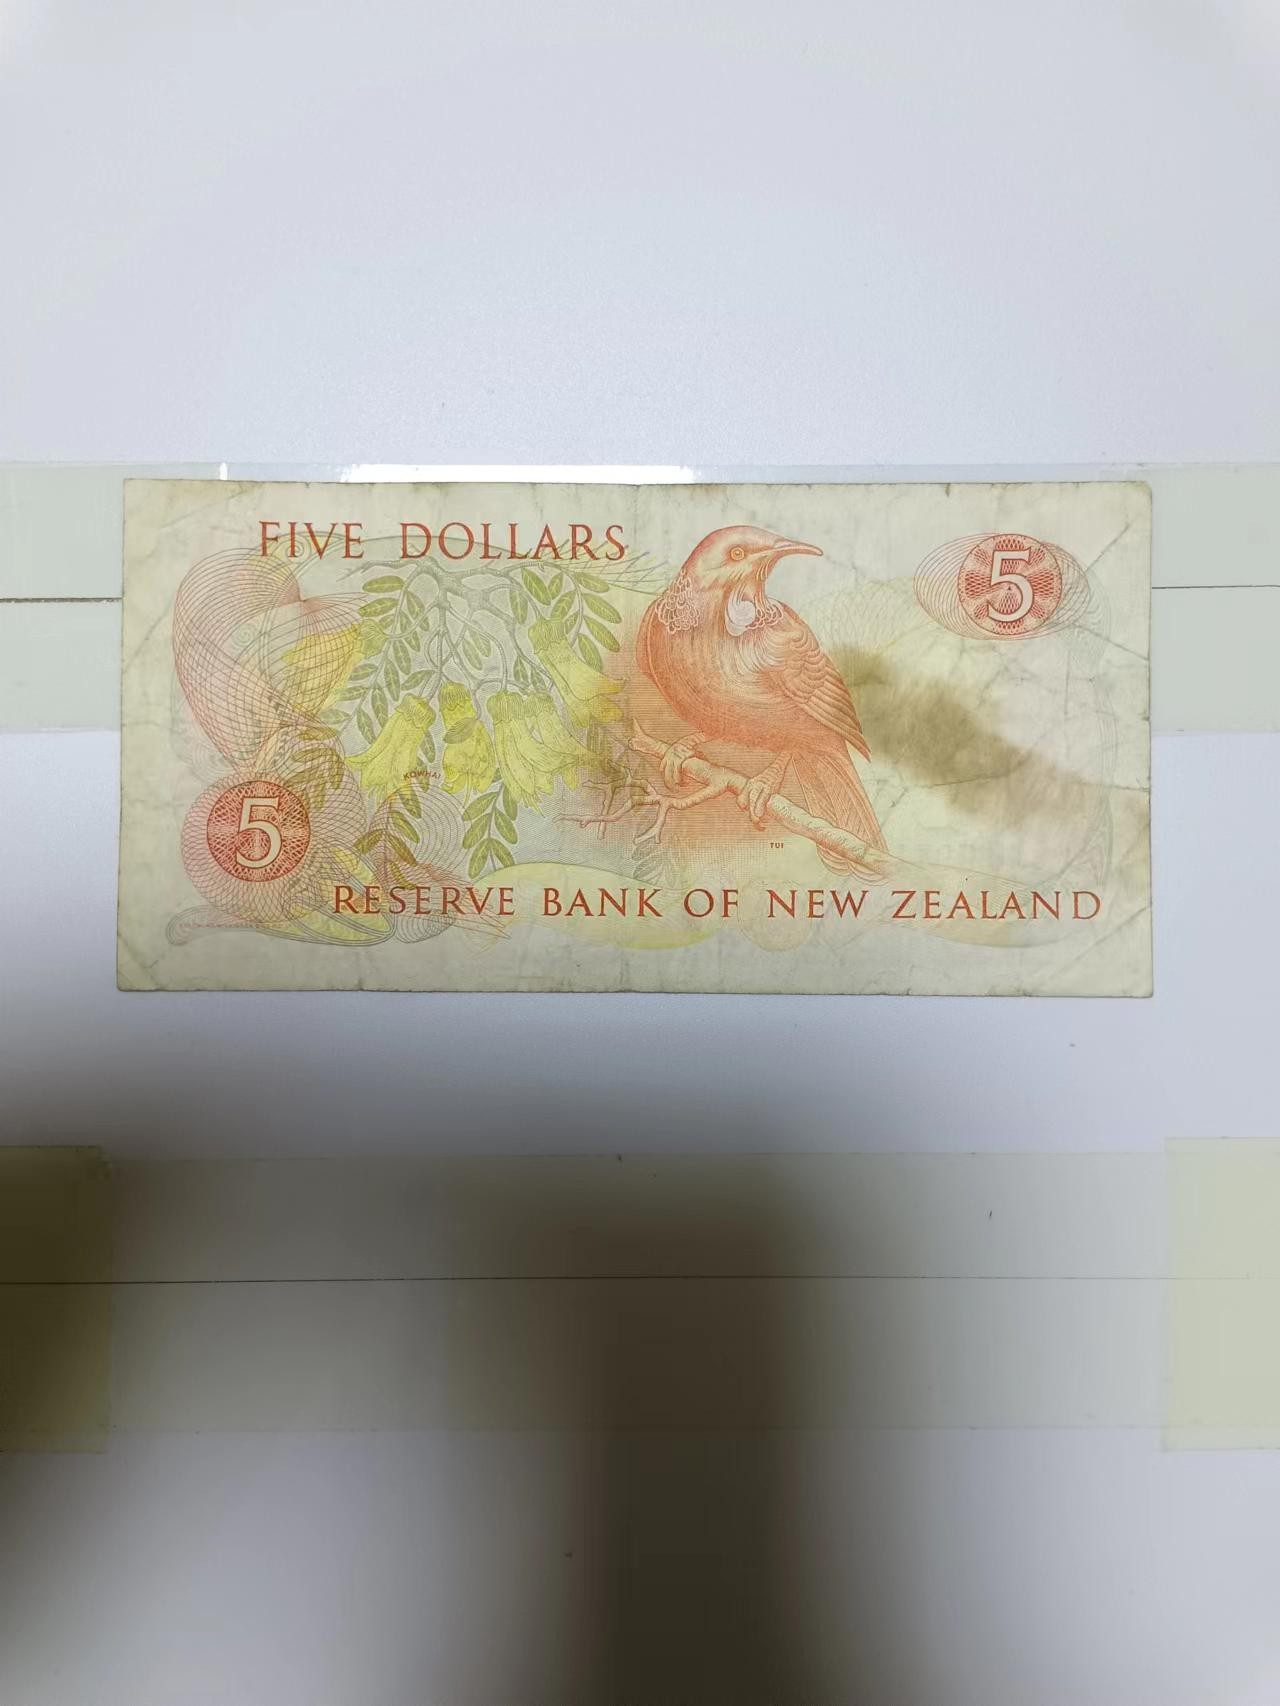 FIVE DOLLARS
5
KOWHAI
TUI
5
RESERVE BANK OF NEW ZEALAND